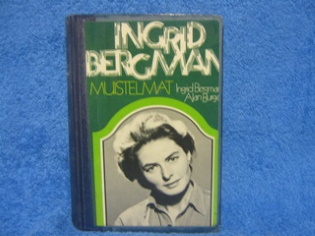 INGRID
BERGMAN
MUISTELMAT Ingrid Bergman
Alan Burgess